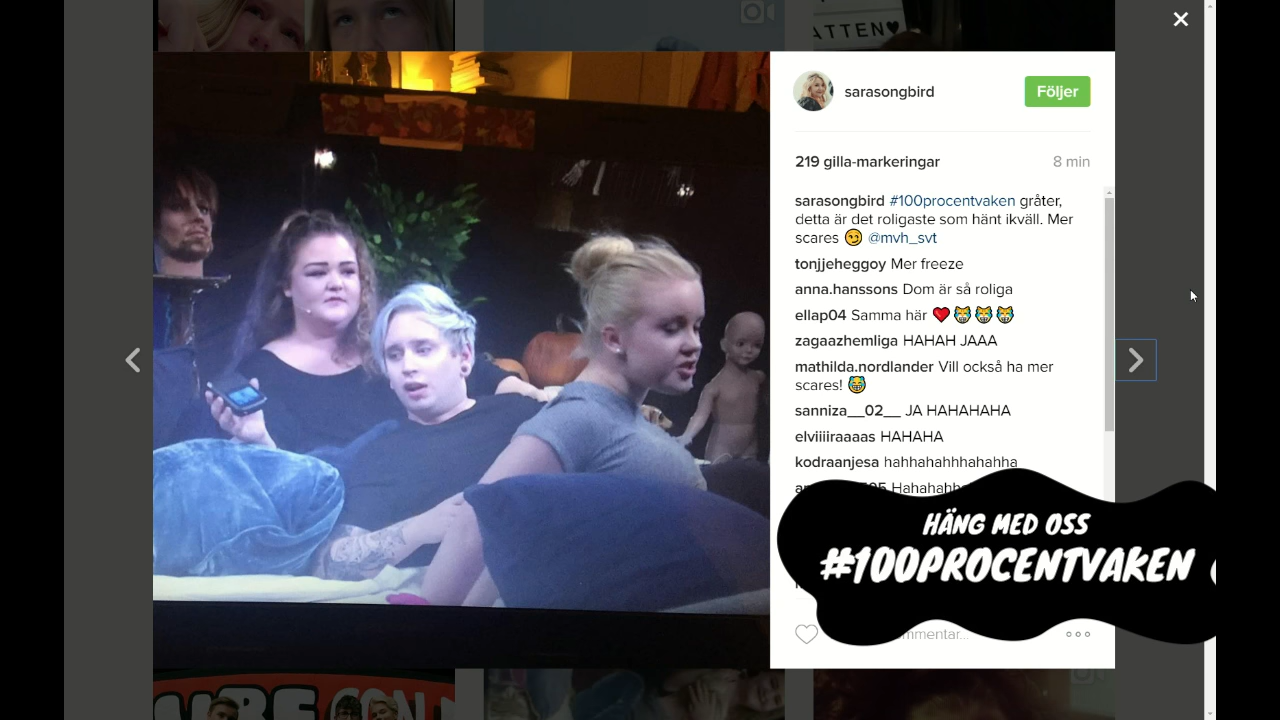 ATTEN♥
sarasongbird
Följer
219 gilla-markeringar
8 min
sarasongbird #100procentvaken gråter,
detta är det roligaste som hänt ikväll. Mer
scares 😏 @mvh_svt
tonjjeheggoy Mer freeze
anna.hanssons Dom är så roliga
ellap04 Samma här ❤️😹😹😹
zagaazhemliga HAHAH JAAA
mathilda.nordlander Vill också ha mer
scares! 😹
sanniza__02__ JA HAHAHAHA
elviiiraaaas HAHAHA
kodraanjesa hahhahahhhahahha
HÄNG MED OSS
#100PROCENTVAKEN